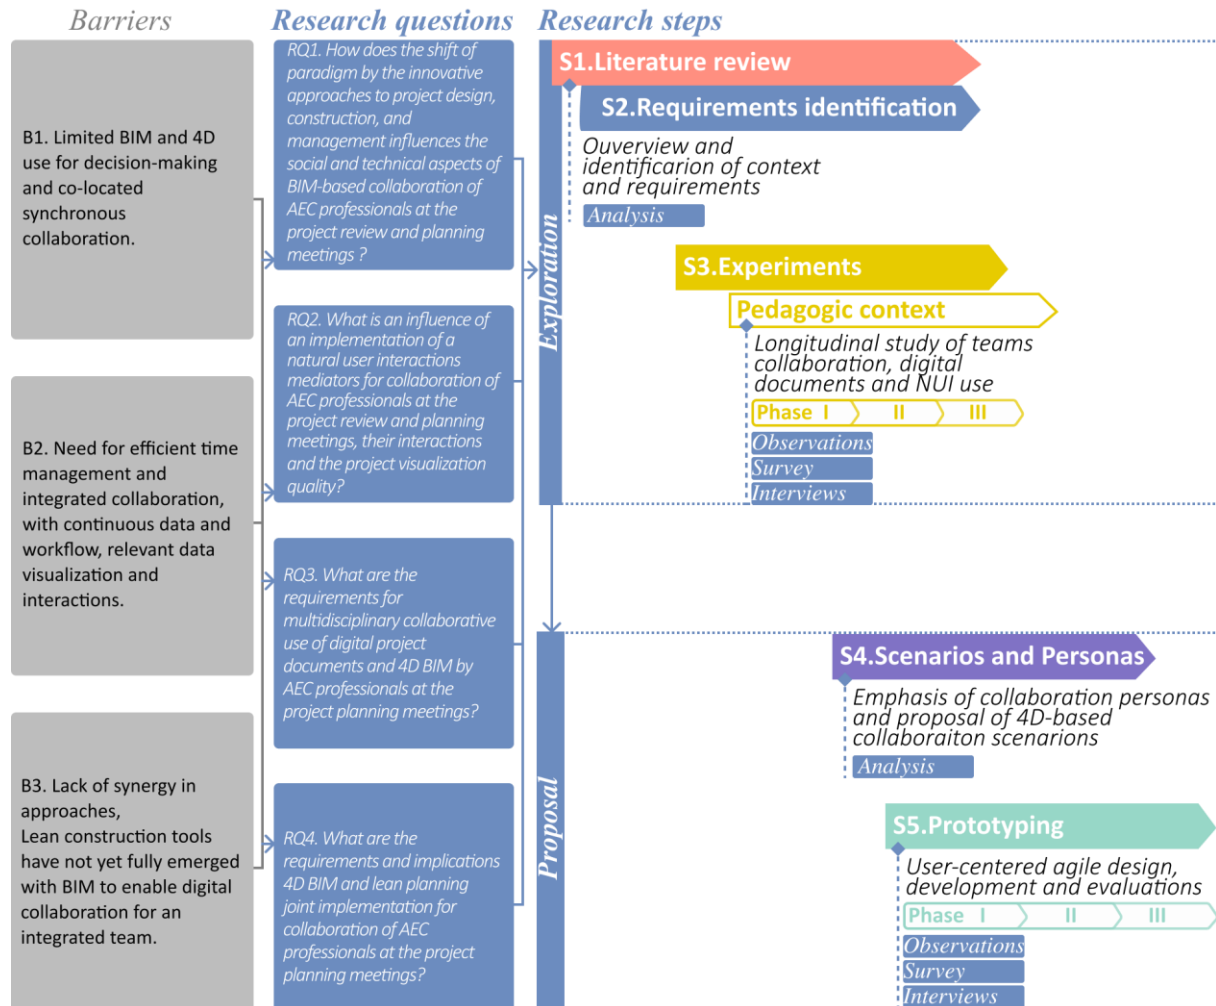 Barriers
B1. Limited BIM and 4D
use for decision-making
and co-located
synchronous
collaboration.
B2. Need for efficient time
management and
integrated collaboration,
with continuous data and
workflow, relevant data
visualization and
interactions.
B3. Lack of synergy in
approaches,
Lean construction tools
have not yet fully emerged
with BIM to enable digital
collaboration for an
integrated team.
Research questions
RQ1. How does the shift of
paradigm by the innovative
approaches to project design,
construction, and
management influences the
social and technical aspects of
BIM-based collaboration of
AEC professionals at the
project review and planning
meetings ?
RQ2. What is an influence of
an implementation of a
natural user interactions
mediators for collaboration of
AEC professionals at the
project review and planning
meetings, their interactions
and the project visualization
quality?
RQ3. What are the
requirements for
multidisciplinary collaborative
use of digital project
documents and 4D BIM by
AEC professionals at the
project planning meetings?
RQ4. What are the
requirements and implications
4D BIM and lean planning
joint implementation for
collaboration of AEC
professionals at the project
planning meetings?
Research steps
Exploration
S1.Literature review
S2.Requirements identification
Ouverview and
identificarion of context
and requirements
Analysis
S3.Experiments
Pedagogic context
Longitudinal study of teams
collaboration, digital
documents and NUI use
Phase I II III
Observations
Survey
Interviews
Proposal
S4.Scenarios and Personas
Emphasis of collaboration personas
and proposal of 4D-based
collaboraiton scenarions
Analysis
S5.Prototyping
User-centered agile design,
development and evaluations
Phase I II III
Observations
Survey
Interviews